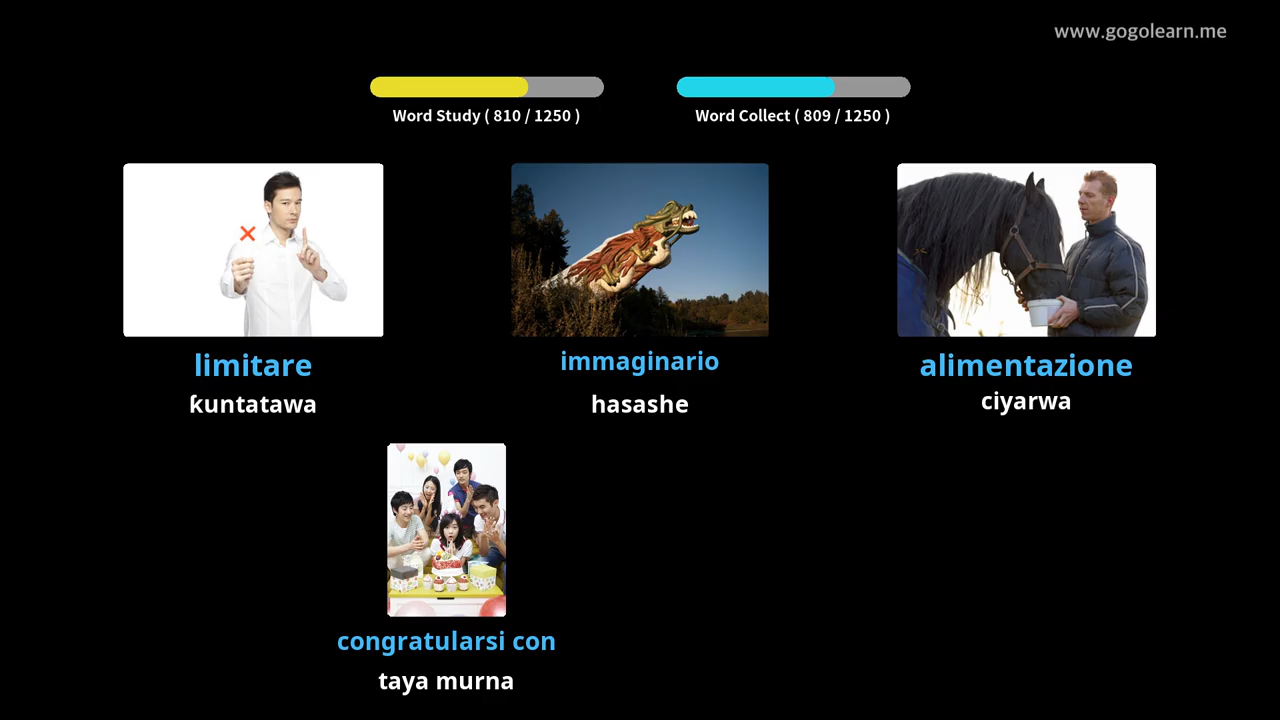 www.gogolearn.me
Word Study ( 810 / 1250 )
Word Collect ( 809 / 1250 )
limitare
ƙuntatawa
immaginario
hasashe
alimentazione
ciyarwa
congratularsi con
taya murna